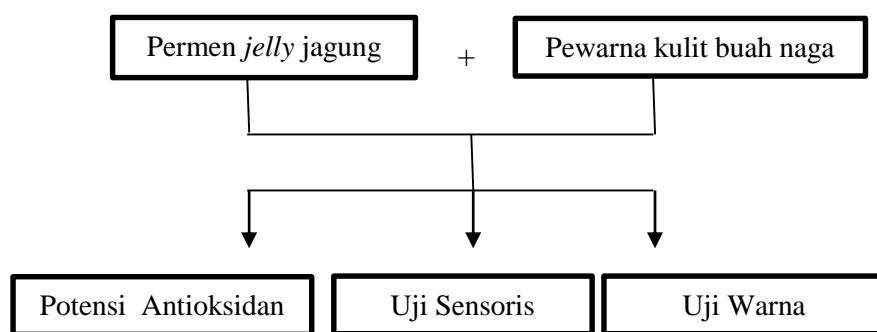 Permen jelly jagung
+
Pewarna kulit buah naga
Potensi Antioksidan
Uji Sensoris
Uji Warna